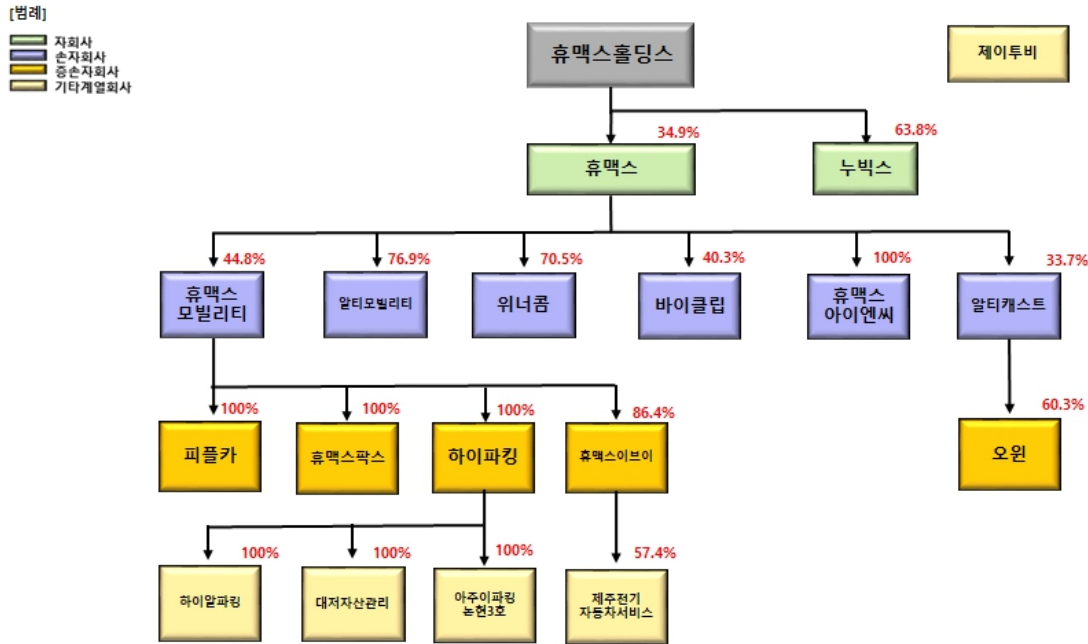 [범례]
자회사
손자회사
증손자회사
기타계열회사
휴맥스홀딩스
제이투비
34.9%
63.8%
휴맥스
누빅스
44.8%
76.9%
70.5%
40.3%
100%
33.7%
휴맥스
모빌리티
알티모빌리티
위너콤
바이클립
휴맥스
아이엔씨
알티캐스트
100%
100%
100%
86.4%
60.3%
피플카
휴맥스팍스
하이파킹
휴맥스이브이
오윈
100%
100%
100%
57.4%
하이알파킹
대저자산관리
아주이파킹
논현3호
제주전기
자동차서비스